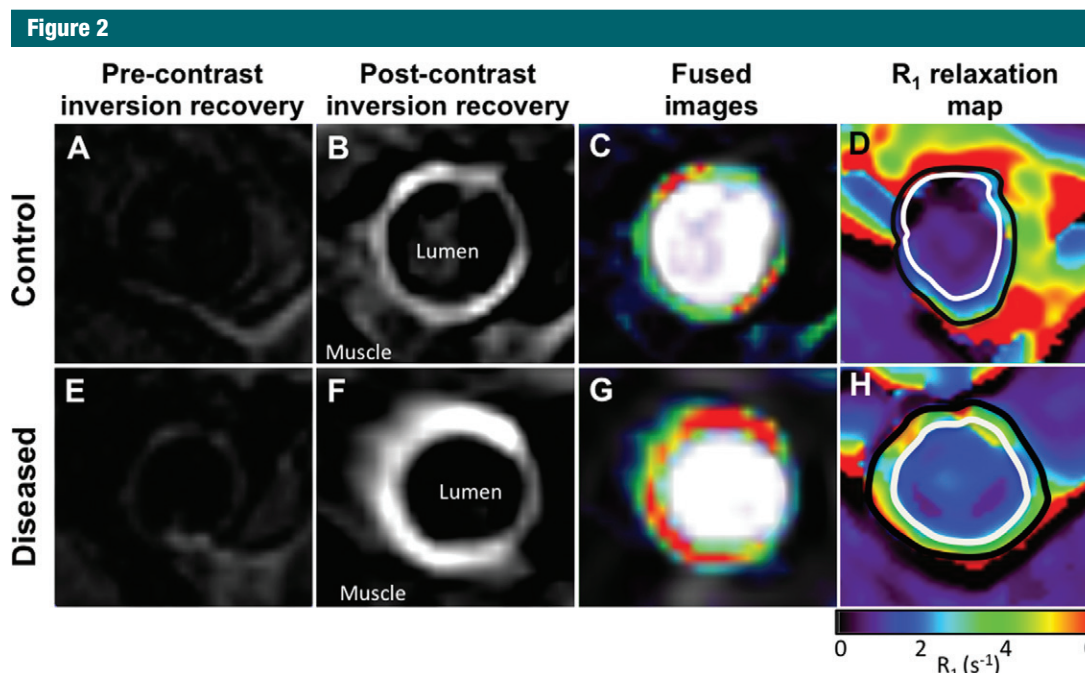 Figure 2
Pre-contrast
inversion recovery
Post-contrast
inversion recovery
Fused
images
R₁ relaxation
map
Control
A
B
Lumen
Muscle
C
D
Diseased
E
F
Lumen
Muscle
G
H
0 2 4
R₁ (s⁻¹)